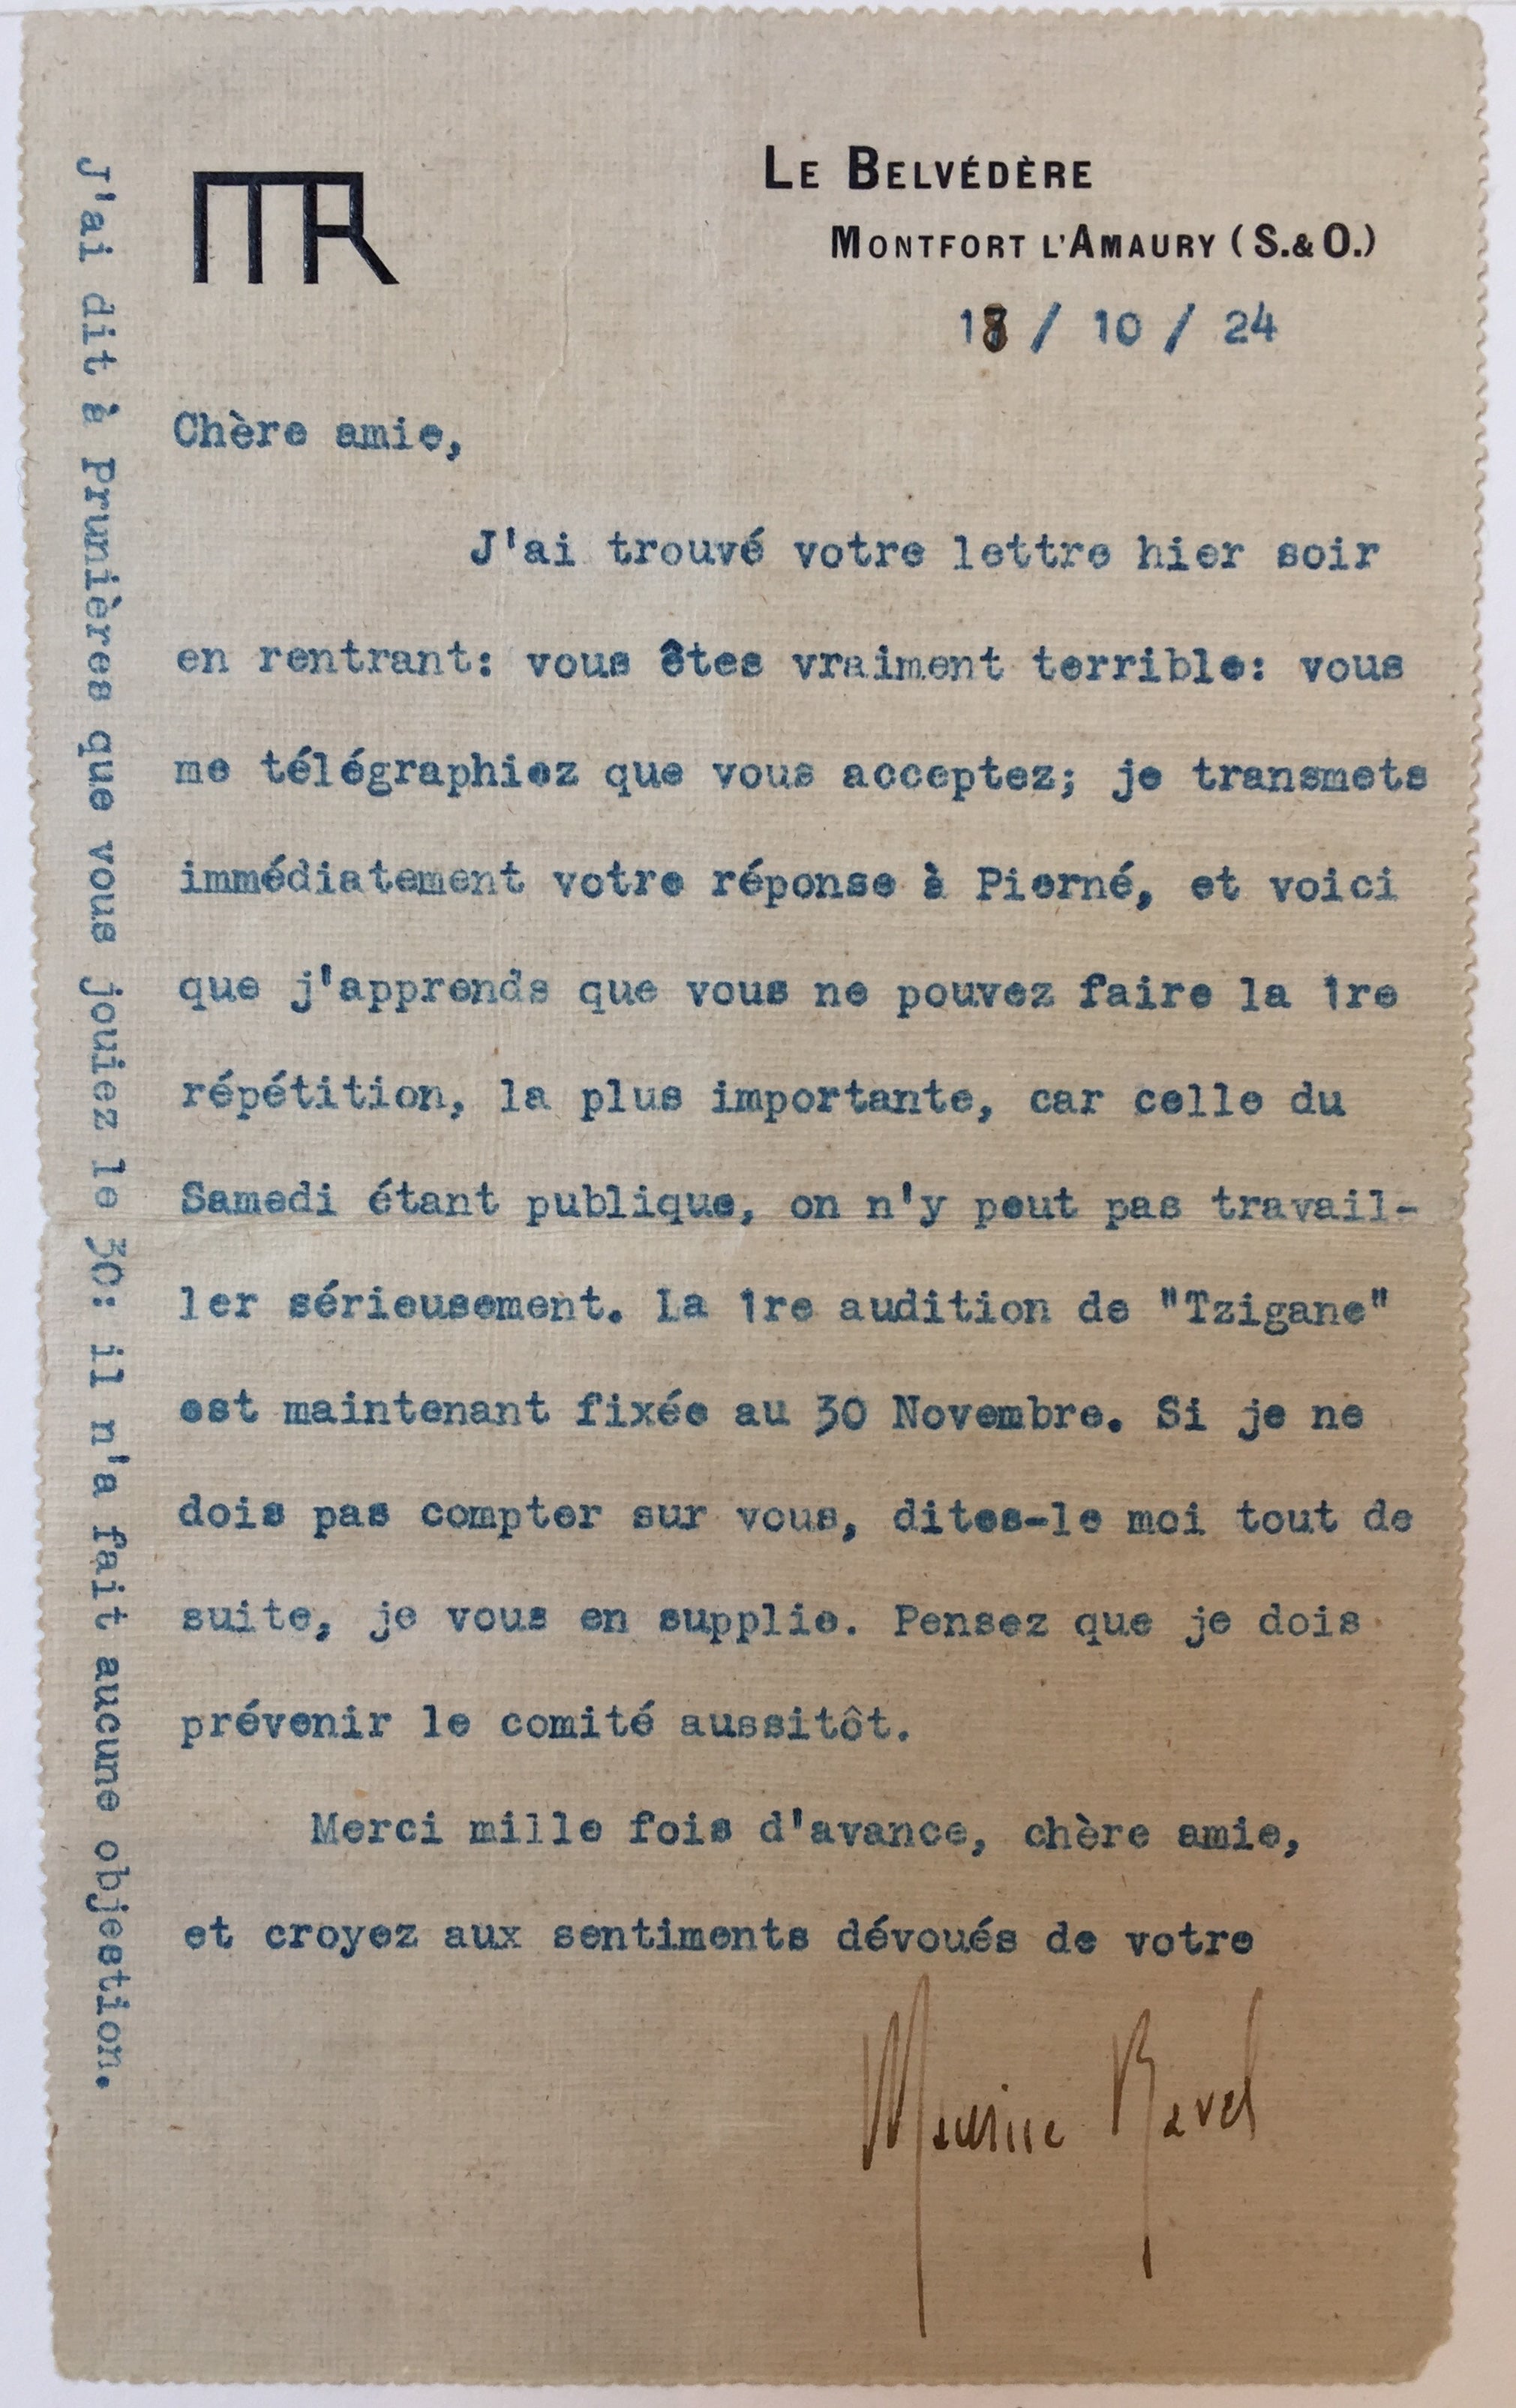 MR
LE BELVÉDÈRE
MONTFORT L'AMAURY (S.&O.)
18 / 10 / 24
Chère amie,
J'ai trouvé votre lettre hier soir
en rentrant: vous êtes vraiment terrible: vous
me télégraphiez que vous acceptez; je transmets
immédiatement votre réponse à Pierné, et voici
que j'apprends que vous ne pouvez faire la 1re
répétition, la plus importante, car celle du
Samedi étant publique, on n'y peut pas travail-
ler sérieusement. La 1re audition de "Tzigane"
est maintenant fixée au 30 Novembre. Si je ne
dois pas compter sur vous, dites-le moi tout de
suite, je vous en supplie. Pensez que je dois
prévenir le comité aussitôt.
Merci mille fois d'avance, chère amie,
et croyez aux sentiments dévoués de votre
Maurice Ravel
J'ai dit à Prunières que vous jouiez le 30: il n'a fait aucune objestion.